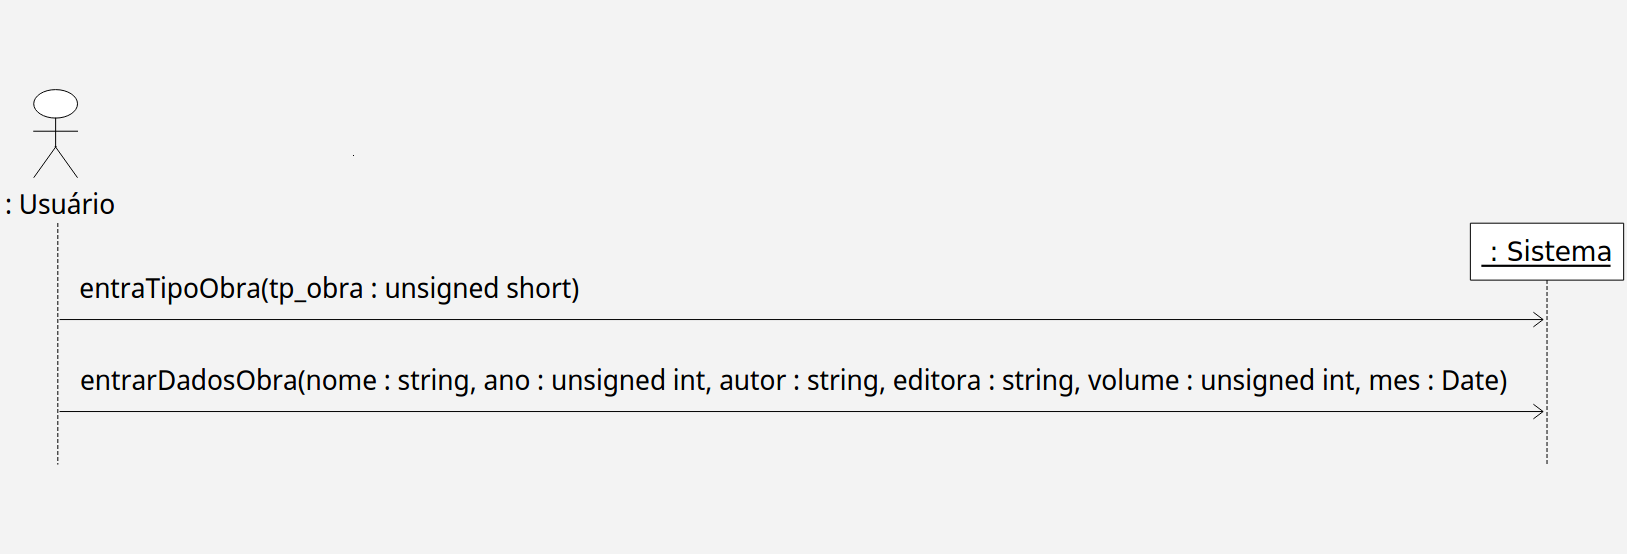 : Usuário
: Sistema
entraTipoObra(tp_obra : unsigned short)
entrarDadosObra(nome : string, ano : unsigned int, autor : string, editora : string, volume : unsigned int, mes : Date)